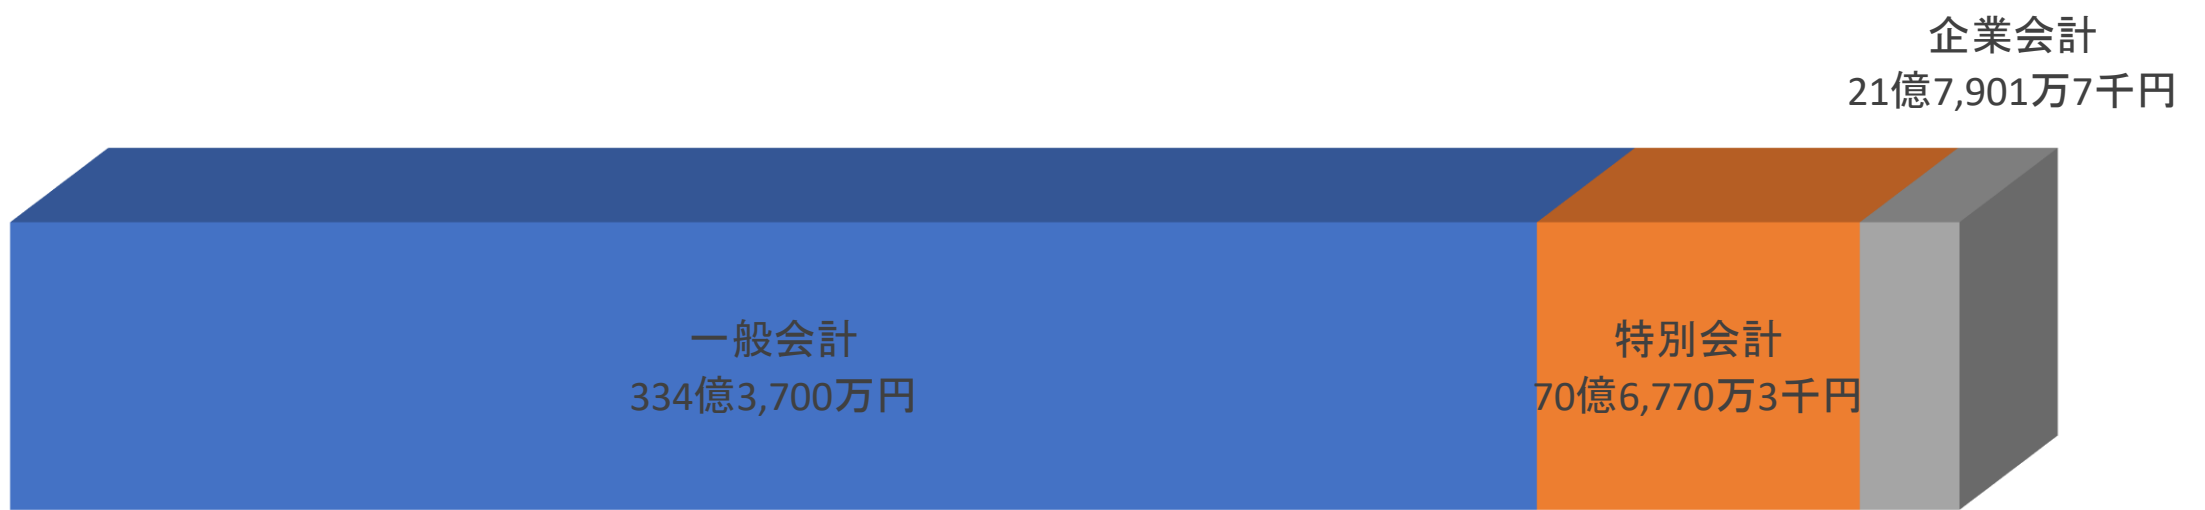 企業会計
21億7,901万7千円
一般会計
334億3,700万円
特別会計
70億6,770万3千円